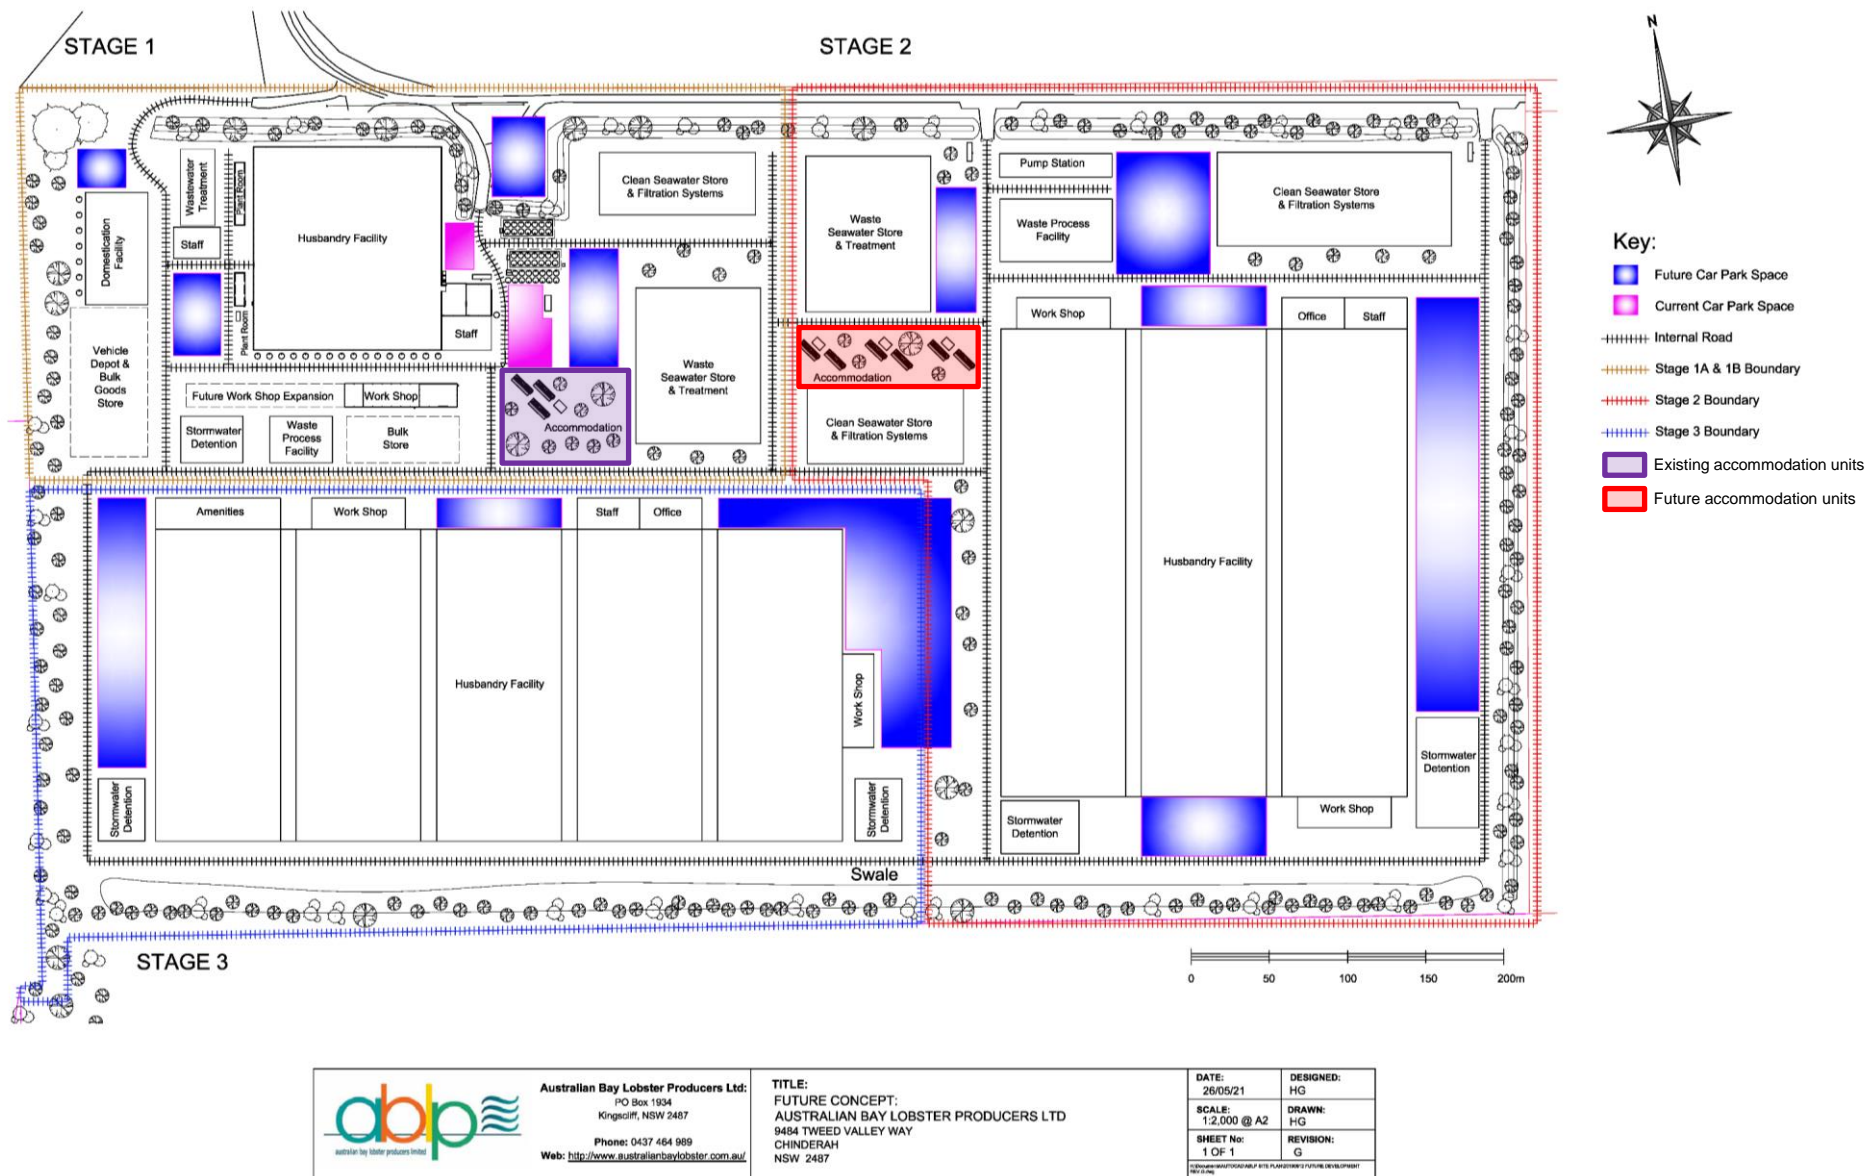 STAGE 1
STAGE 2
N
Key:
Future Car Park Space
Current Car Park Space
Internal Road
Stage 1A & 1B Boundary
Stage 2 Boundary
Stage 3 Boundary
Existing accommodation units
Future accommodation units
Wastewater
Treatment
Staff
Plant Room
Domestication
Facility
Husbandry Facility
Clean Seawater Store
& Filtration Systems
Plant Room
Staff
Vehicle
Depot &
Bulk
Goods
Store
Future Work Shop Expansion
Work Shop
Stormwater
Detention
Waste
Process
Facility
Bulk
Store
Accommodation
Waste
Seawater Store
& Treatment
Waste
Seawater Store
& Treatment
Accommodation
Clean Seawater Store
& Filtration Systems
Pump Station
Waste Process
Facility
Clean Seawater Store
& Filtration Systems
Work Shop
Office
Staff
Husbandry Facility
Stormwater
Detention
Work Shop
Stormwater
Detention
Amenities
Work Shop
Staff
Office
Husbandry Facility
Work Shop
Stormwater
Detention
Stormwater
Detention
Swale
STAGE 3
0 50 100 150 200m
ablp
australian bay lobster producers limited
Australian Bay Lobster Producers Ltd:
PO Box 1934
Kingscliff, NSW 2487
Phone: 0437 464 989
Web: http://www.australianbaylobster.com.au/
TITLE:
FUTURE CONCEPT:
AUSTRALIAN BAY LOBSTER PRODUCERS LTD
9484 TWEED VALLEY WAY
CHINDERAH
NSW 2487
DATE:
26/05/21
DESIGNED:
HG
SCALE:
1:2,000 @ A2
DRAWN:
HG
SHEET No:
1 OF 1
REVISION:
G